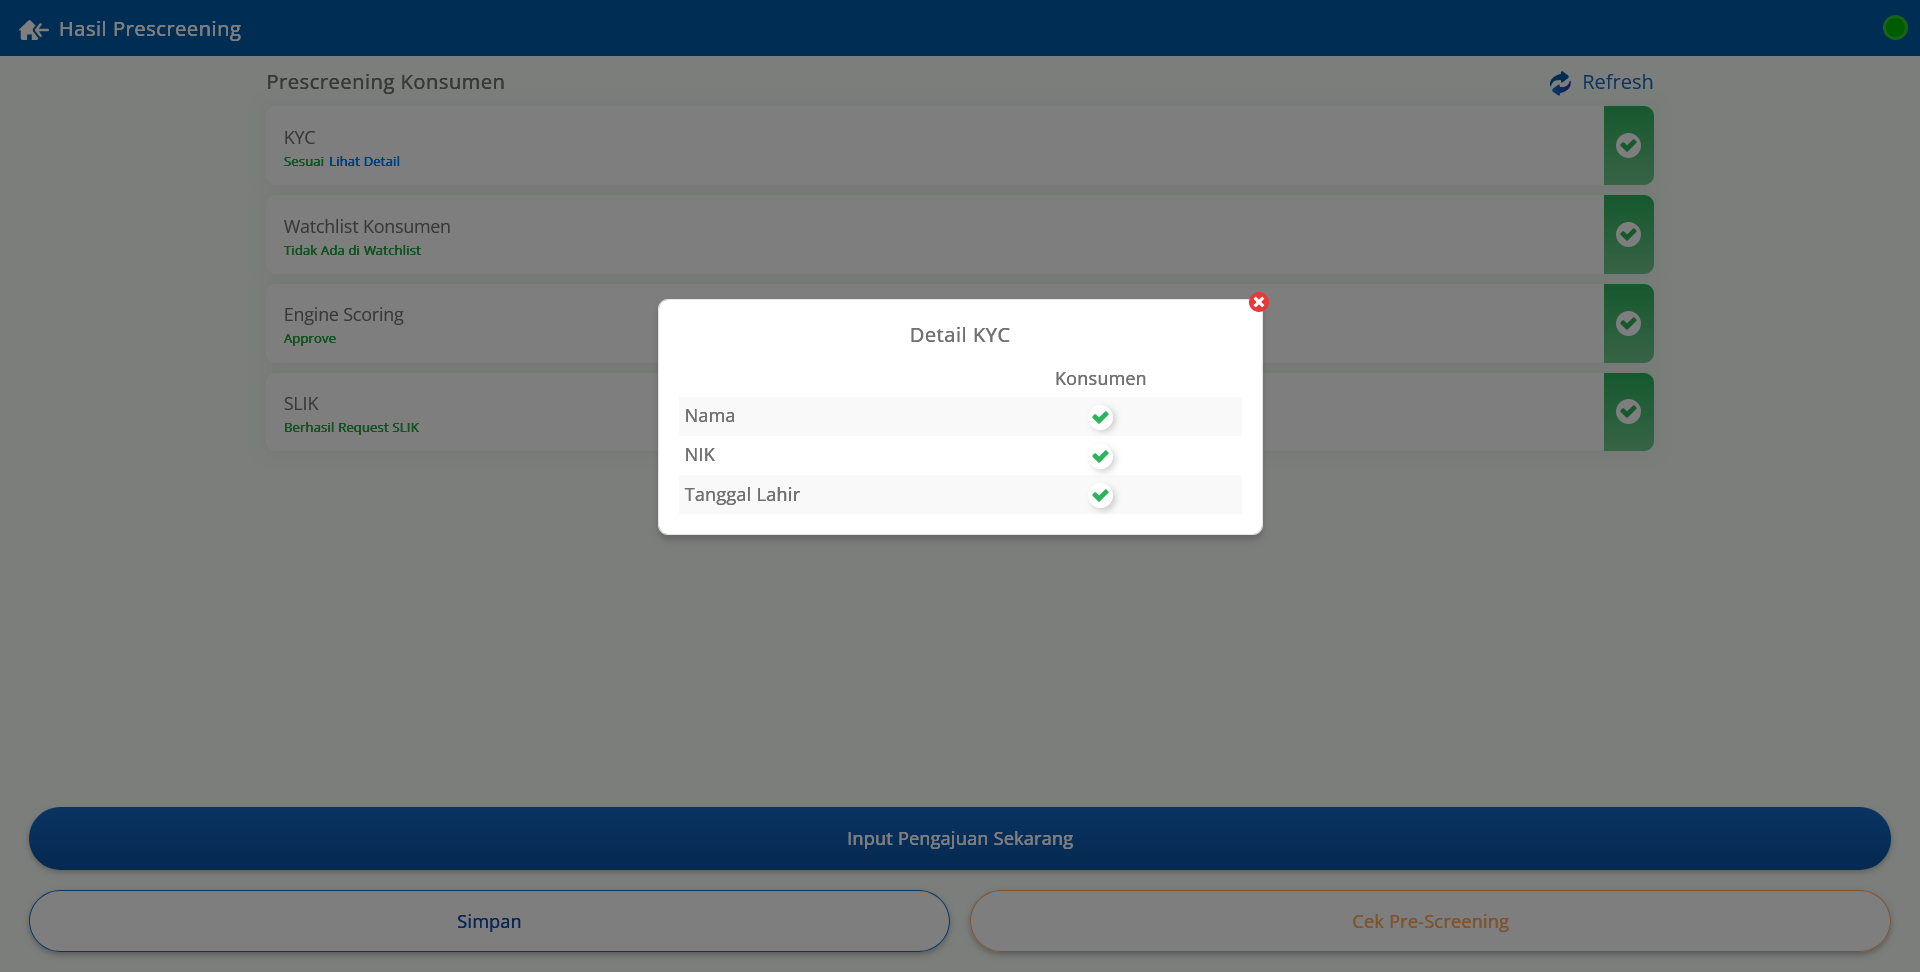 Hasil Prescreening
Prescreening Konsumen
Refresh
KYC
Sesuai Lihat Detail
Watchlist Konsumen
Tidak Ada di Watchlist
Engine Scoring
Approve
SLIK
Berhasil Request SLIK
Detail KYC
Konsumen
Nama
NIK
Tanggal Lahir
Input Pengajuan Sekarang
Simpan
Cek Pre-Screening